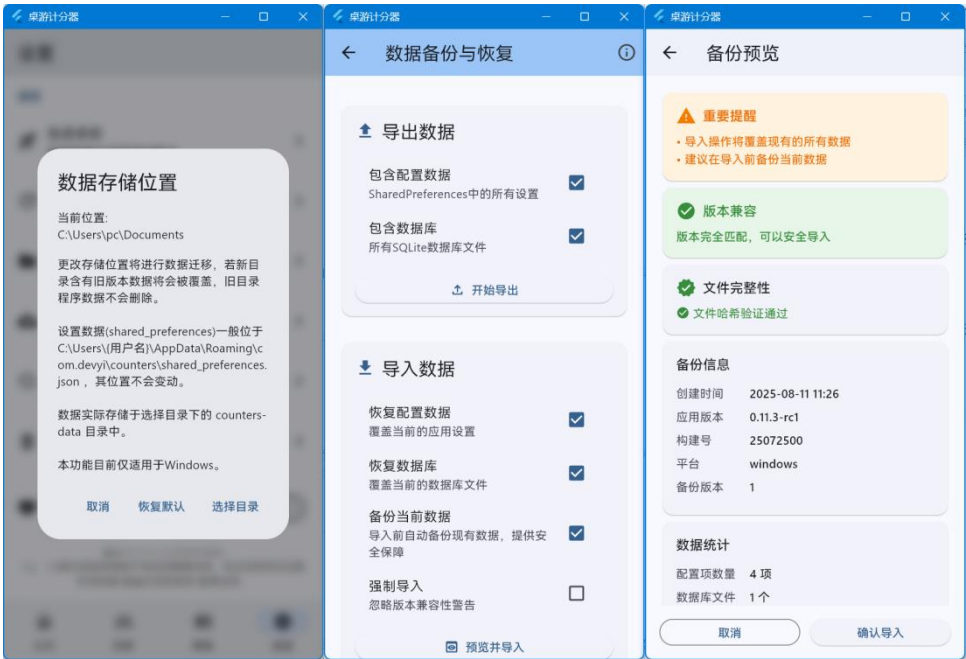 桌游计分器
数据存储位置
当前位置:
C:\Users\pc\Documents
更改存储位置将进行数据迁移，若新目
录含有旧版本数据将会被覆盖，旧目录
程序数据不会删除。
设置数据(shared_preferences)一般位于
C:\Users\{用户名}\AppData\Roaming\c
om.devyi\counters\shared_preferences.
json ，其位置不会变动。
数据实际存储于选择目录下的 counters-
data 目录中。
本功能目前仅适用于Windows。
取消 恢复默认 选择目录
桌游计分器
数据备份与恢复
导出数据
包含配置数据
SharedPreferences中的所有设置
包含数据库
所有SQLite数据库文件
开始导出
导入数据
恢复配置数据
覆盖当前的应用设置
恢复数据库
覆盖当前的数据库文件
备份当前数据
导入前自动备份现有数据，提供安
全保障
强制导入
忽略版本兼容性警告
预览并导入
桌游计分器
备份预览
重要提醒
• 导入操作将覆盖现有的所有数据
• 建议在导入前备份当前数据
版本兼容
版本完全匹配，可以安全导入
文件完整性
文件哈希验证通过
备份信息
创建时间 2025-08-11 11:26
应用版本 0.11.3-rc1
构建号 25072500
平台 windows
备份版本 1
数据统计
配置项数量 4 项
数据库文件 1 个
取消 确认导入